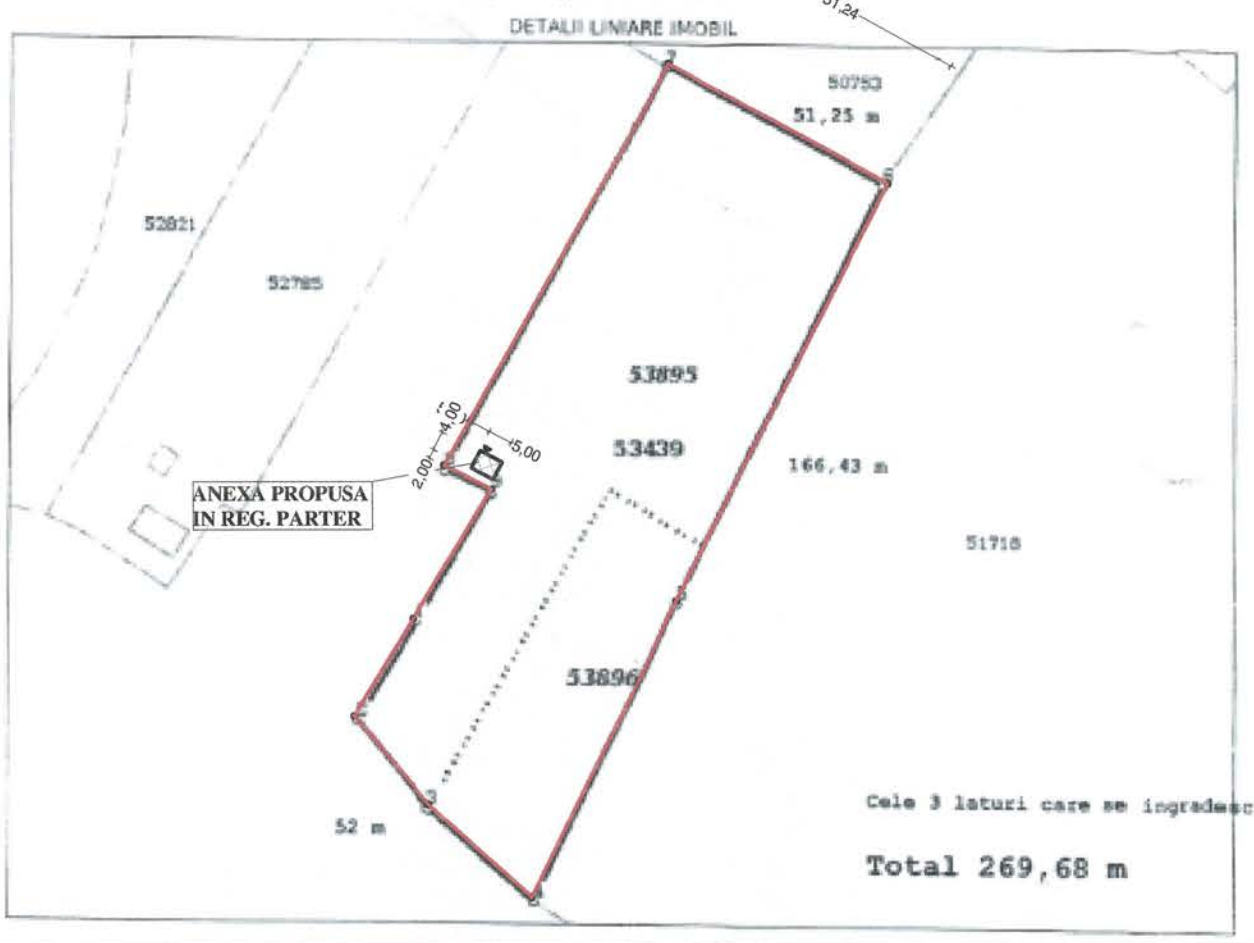 51,24
DETALII LINIARE IMOBIL
50753
51,25 m
52821
52785
53895
4,00
5,00
53439
2,00
166,43 m
ANEXA PROPUSA
IN REG. PARTER
51718
53896
Cele 3 laturi care se ingradesc
52 m
Total 269,68 m